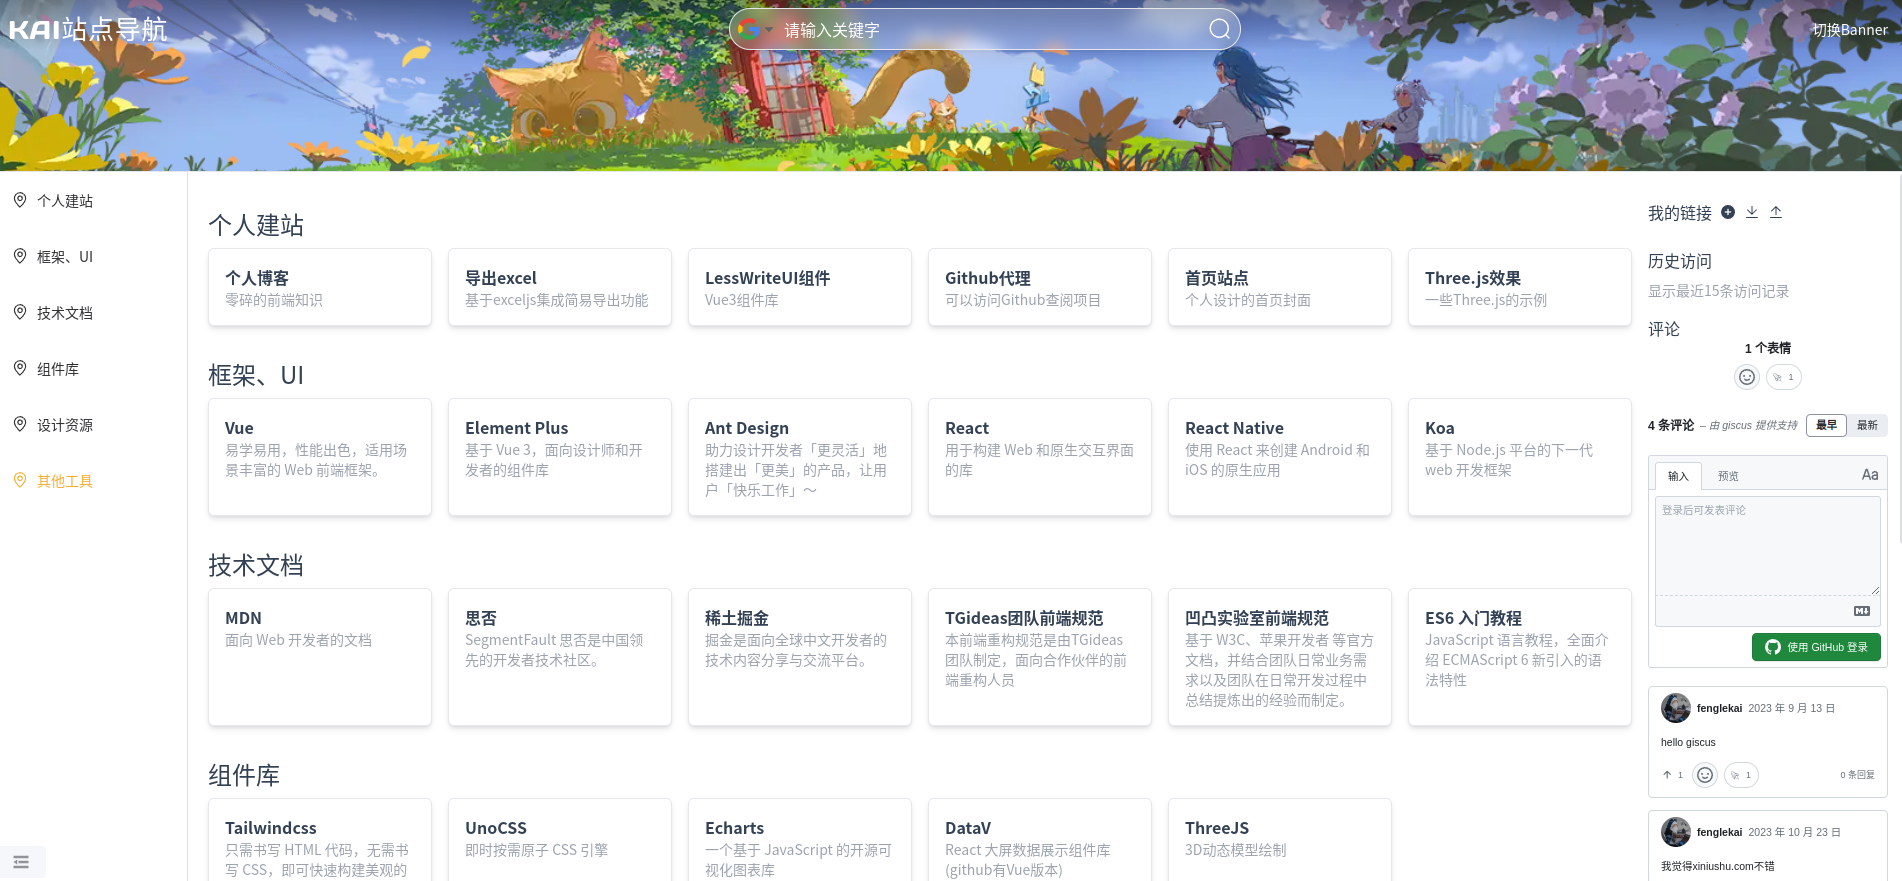 KAI站点导航
请输入关键字
切换Banner
个人建站
框架、UI
技术文档
组件库
设计资源
其他工具
个人建站
个人博客
零碎的前端知识
导出excel
基于exceljs集成简易导出功能
LessWriteUI组件
Vue3组件库
Github代理
可以访问Github查阅项目
首页站点
个人设计的首页封面
Three.js效果
一些Three.js的示例
框架、UI
Vue
易学易用，性能出色，适用场
景丰富的 Web 前端框架。
Element Plus
基于 Vue 3，面向设计师和开
发者的组件库
Ant Design
助力设计开发者「更灵活」地
搭建出「更美」的产品，让用
户「快乐工作」～
React
用于构建 Web 和原生交互界面
的库
React Native
使用 React 来创建 Android 和
iOS 的原生应用
Koa
基于 Node.js 平台的下一代
web 开发框架
技术文档
MDN
面向 Web 开发者的文档
思否
SegmentFault 思否是中国领
先的开发者技术社区。
稀土掘金
掘金是面向全球中文开发者的
技术内容分享与交流平台。
TGideas团队前端规范
本前端重构规范是由TGideas
团队制定，面向合作伙伴的前
端重构人员
凹凸实验室前端规范
基于 W3C、苹果开发者 等官方
文档，并结合团队日常业务需
求以及团队在日常开发过程中
总结提炼出的经验而制定。
ES6 入门教程
JavaScript 语言教程，全面介
绍 ECMAScript 6 新引入的语
法特性
组件库
Tailwindcss
只需书写 HTML 代码，无需书
写 CSS，即可快速构建美观的
UnoCSS
即时按需原子 CSS 引擎
Echarts
一个基于 JavaScript 的开源可
视化图表库
DataV
React 大屏数据展示组件库
(github有Vue版本)
ThreeJS
3D动态模型绘制
我的链接
历史访问
显示最近15条访问记录
评论
1 个表情
1
4 条评论 – 由 giscus 提供支持 最早 最新
输入 预览 Aa
登录后可发表评论
使用 GitHub 登录
fenglekai 2023 年 9 月 13 日
hello giscus
1 1 0 条回复
fenglekai 2023 年 10 月 23 日
我觉得xiniushu.com不错